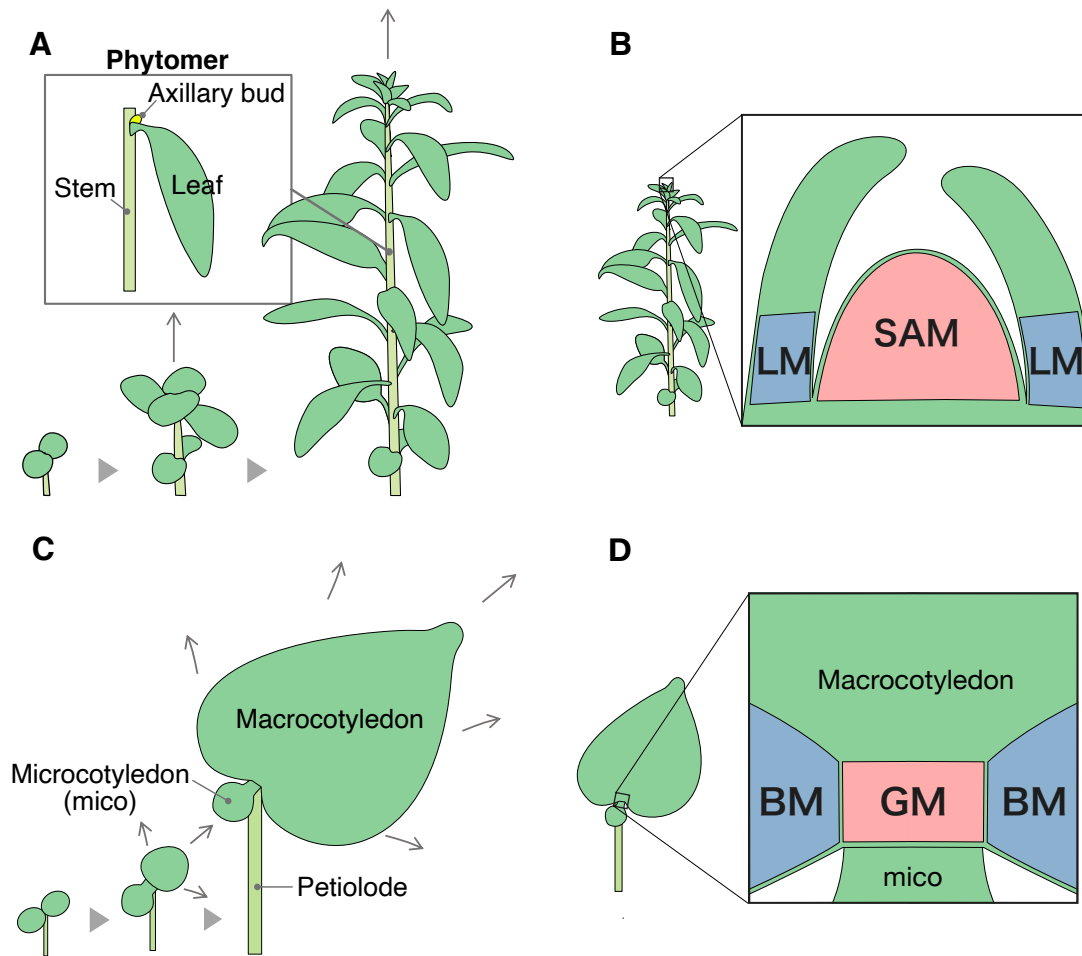 A
Phytomer
Axillary bud
Stem
Leaf
B
LM
SAM
LM
C
Macrocotyledon
Microcotyledon
(mico)
Petiolode
D
Macrocotyledon
BM
GM
BM
mico